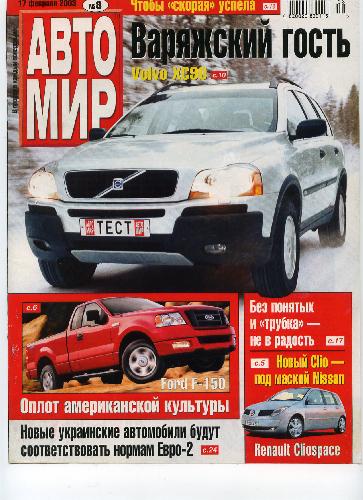 17 февраля 2003
№8
Чтобы «скорая» успела с.19
АВТО
МИР
Варяжский гость
Volvo XC90 с.10
ТЕСТ
с.6
Ford F-150
Оплот американской культуры
Новые украинские автомобили будут
соответствовать нормам Евро-2 с.24
Без понятых
и «трубка» —
не в радость с.17
с.5 Новый Clio —
под маской Nissan
Renault Cliospace